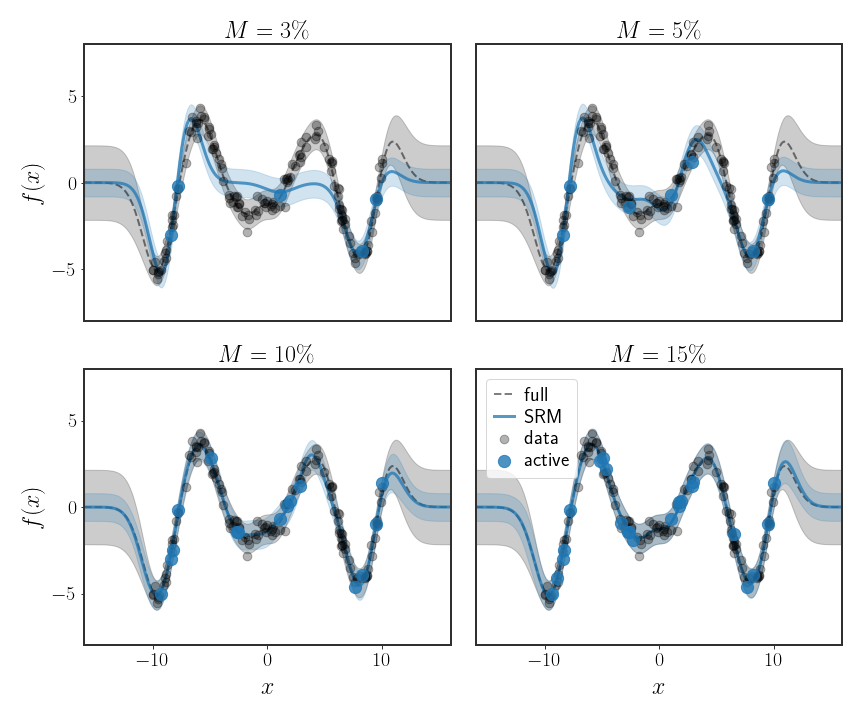 M = 3%
M = 5%
5
0
−5
f(x)
M = 10%
M = 15%
5
0
−5
f(x)
full
SRM
data
active
−10 0 10
−10 0 10
x
x